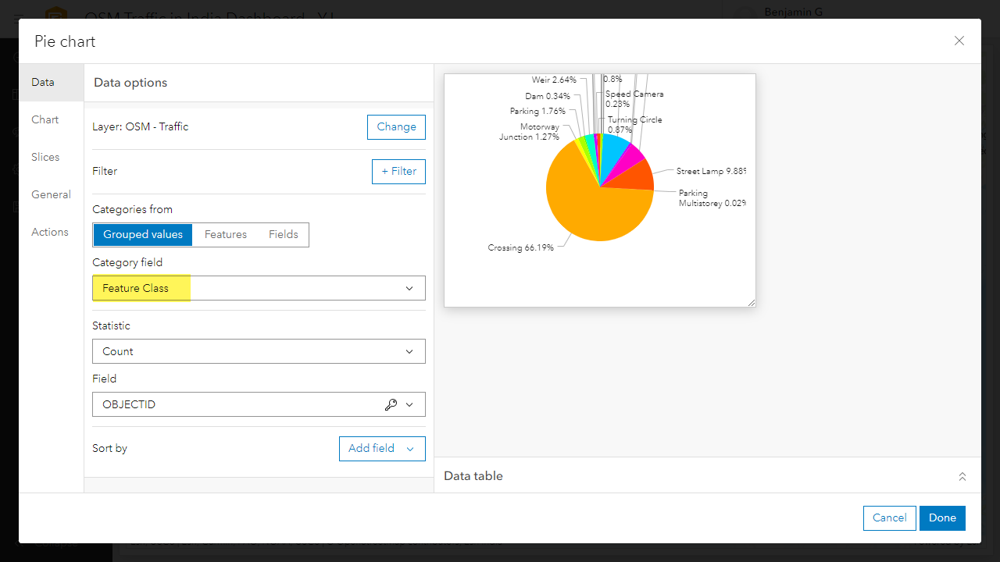 OSM Traffic in India Dashboard - YJ
Benjamin G
Pie chart
Data
Chart
Slices
General
Actions
Data options
Layer: OSM - Traffic
Change
Filter
+ Filter
Categories from
Grouped values
Features
Fields
Category field
Feature Class
Statistic
Count
Field
OBJECTID
Sort by
Add field
Weir 2.64%
0.8%
Dam 0.34%
Speed Camera
0.23%
Parking 1.76%
Turning Circle
0.87%
Motorway
Junction 1.27%
Street Lamp 9.88%
Parking
Multistorey 0.02%
Crossing 66.19%
Data table
Cancel
Done